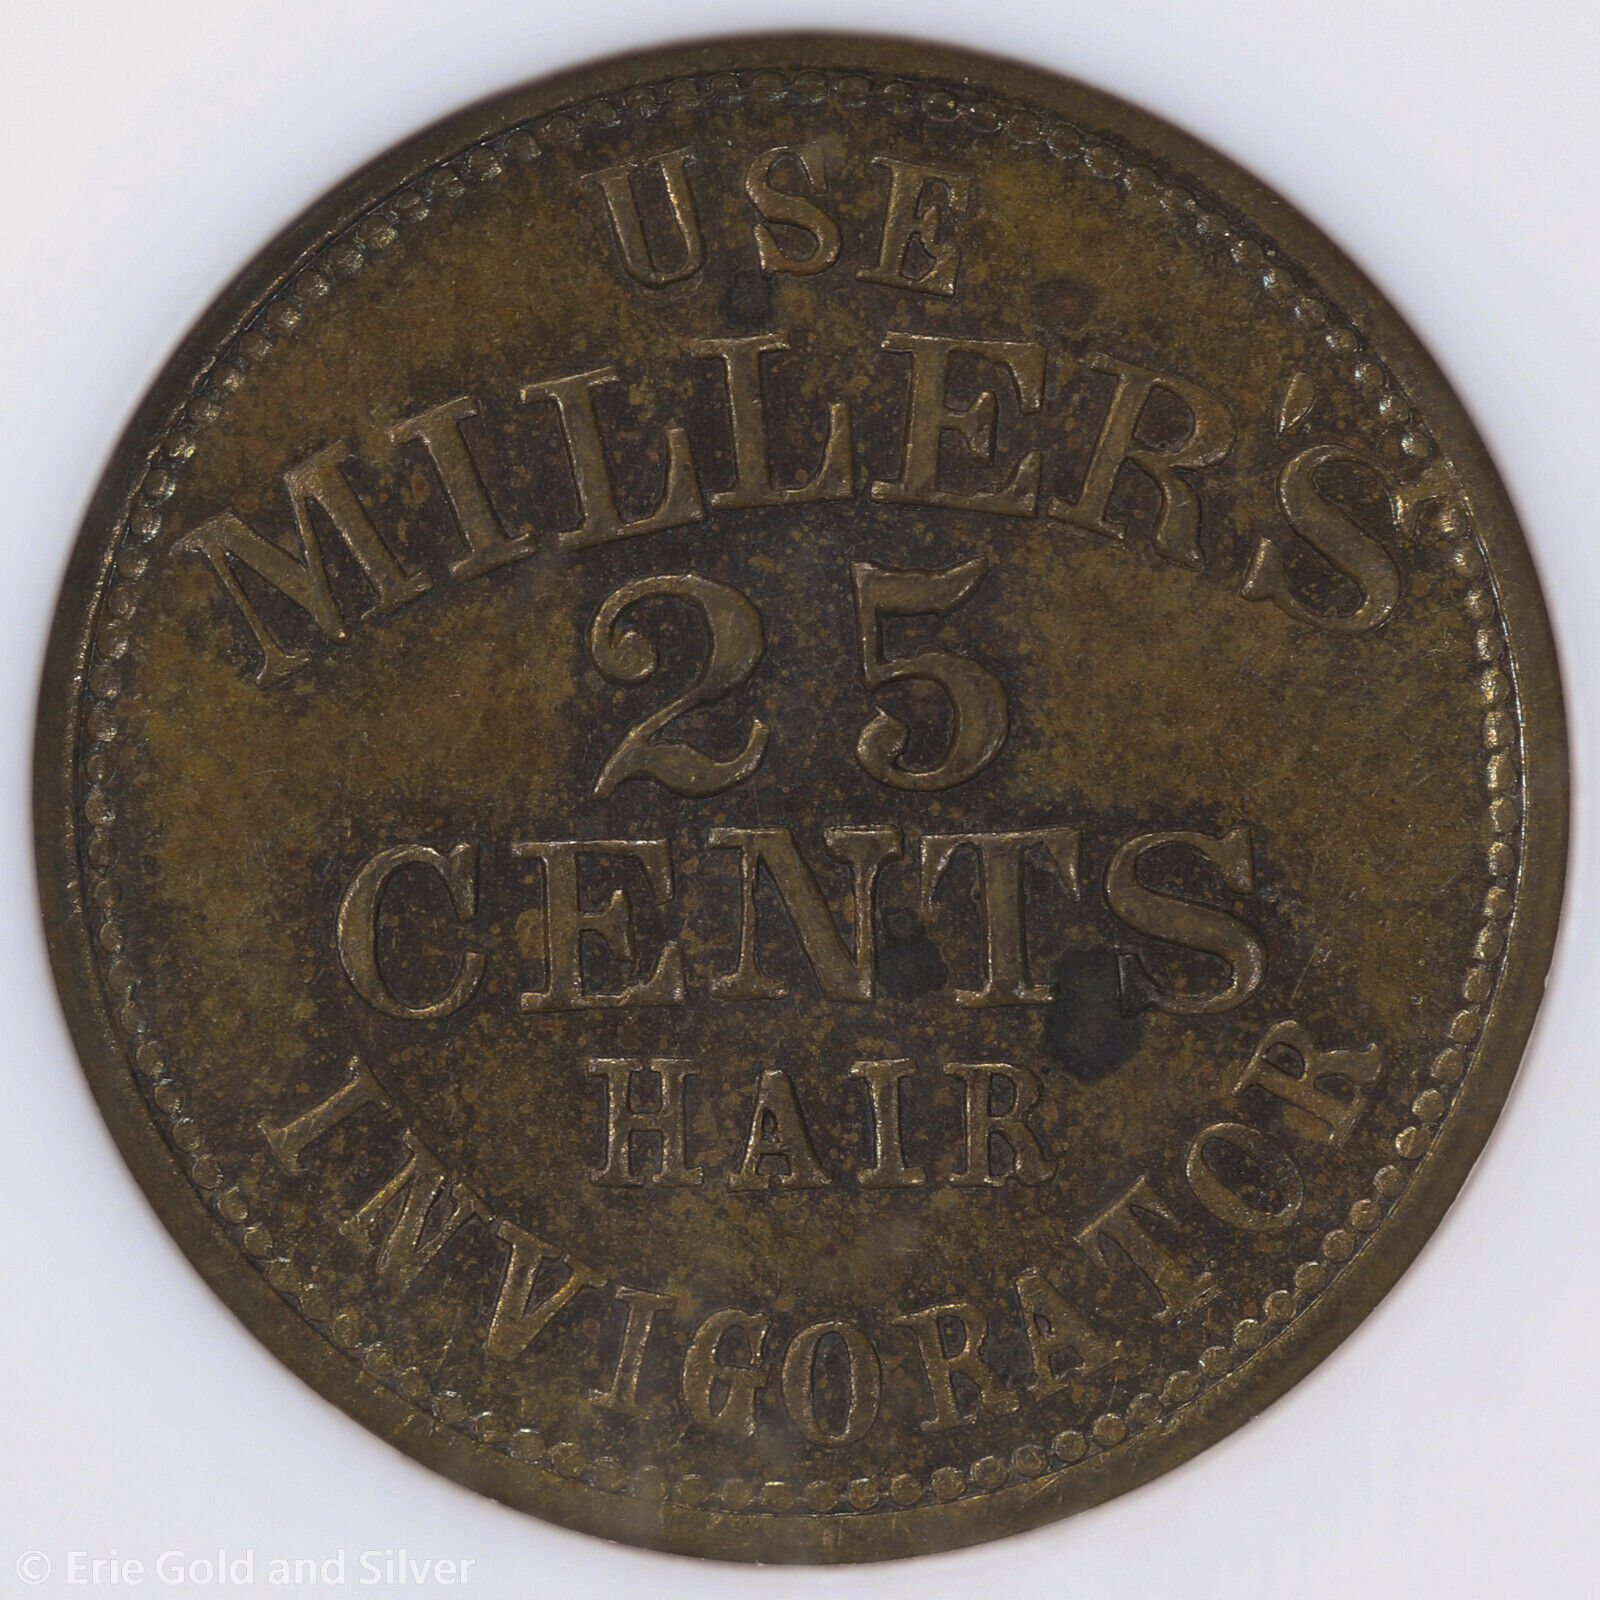 USE
MILLER'S
25
CENTS
HAIR
INVIGORATOR
© Erie Gold and Silver